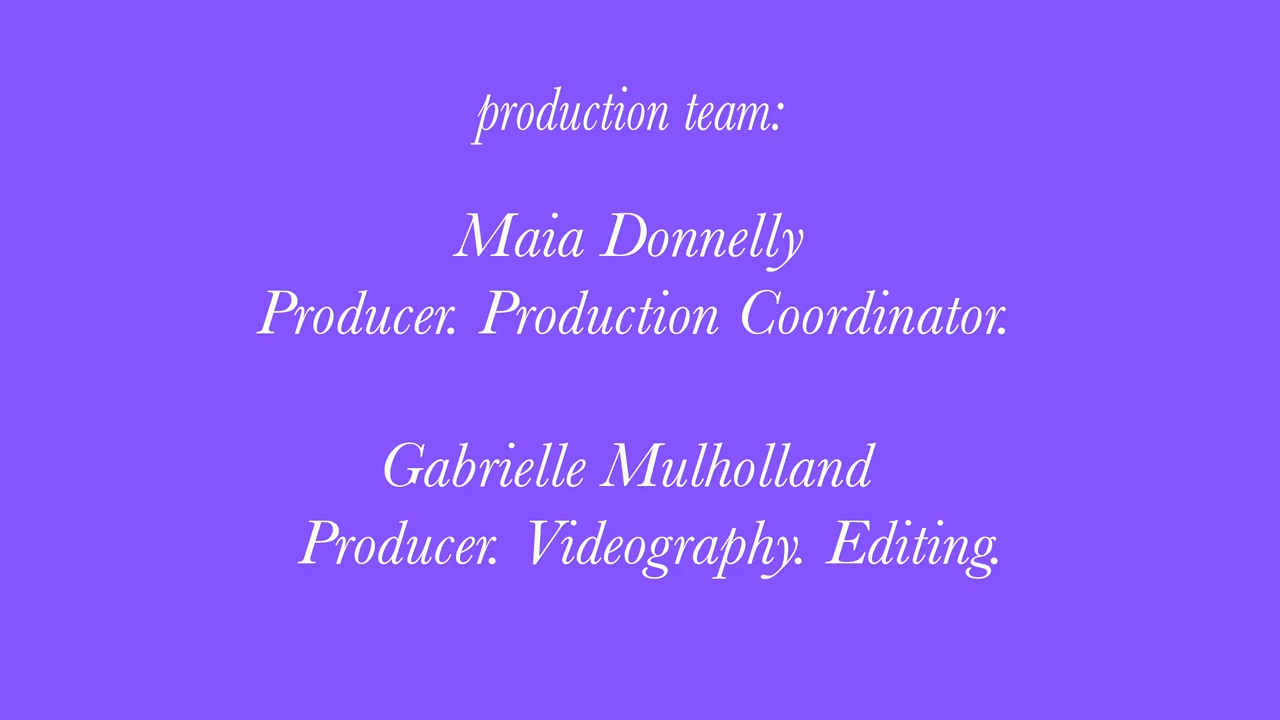 production team:
Maia Donnelly
Producer. Production Coordinator.
Gabrielle Mulholland
Producer. Videography. Editing.